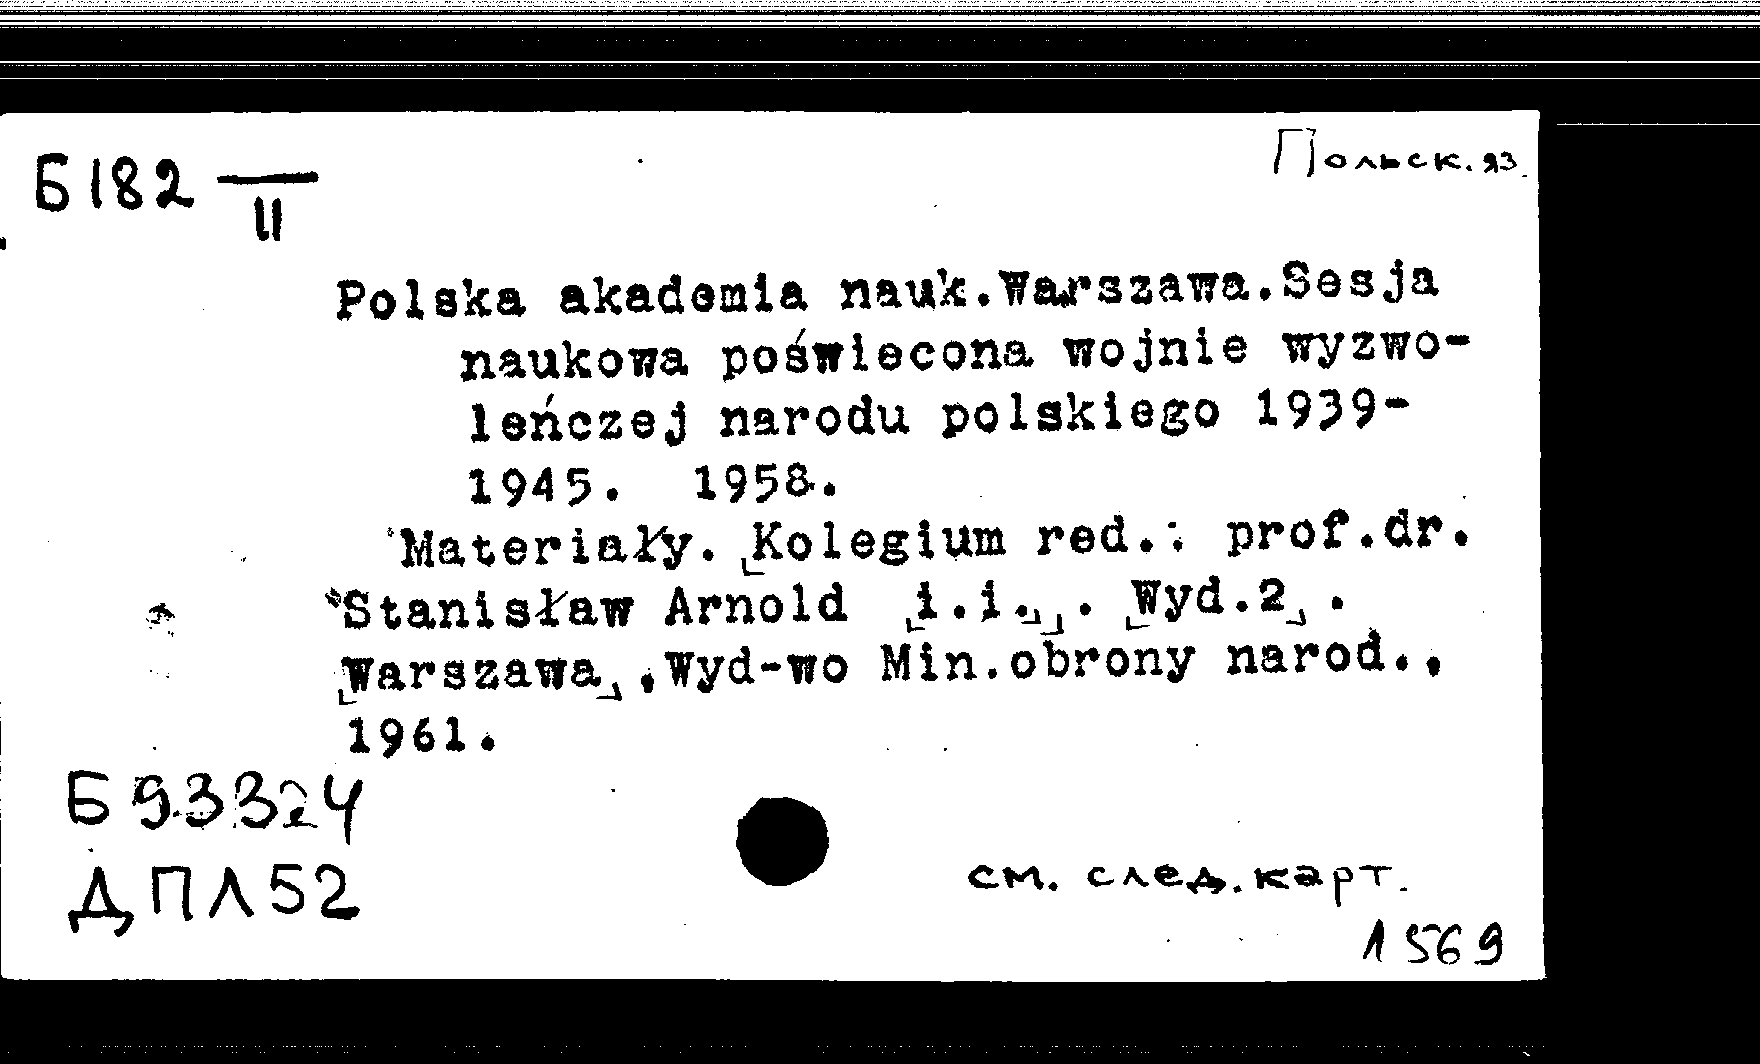 Польск. яз.
Б182 — II
Polska akademia nauk.Warszawa.Sesja
naukowa poświecona wojnie wyzwo-
leńczej narodu polskiego 1939-
1945. 1958.
Materiały. [Kolegium red.: prof.dr.
Stanisław Arnold [i.i.]]. [Wyd.2].
[Warszawa],Wyd-wo Min.obrony narod.,
1961.
Б93324
ДПЛ52
см. след. карт.
1569